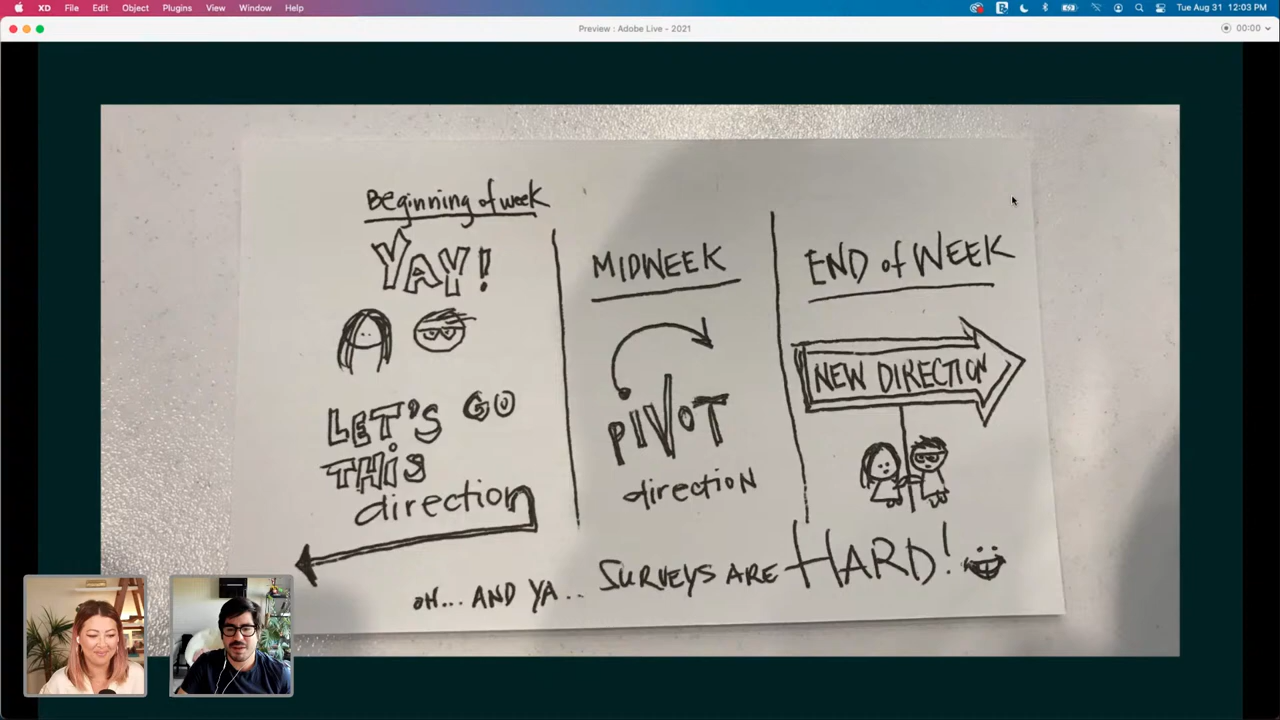 XD File Edit Object Plugins View Window Help
Tue Aug 31 12:03 PM
Preview : Adobe Live - 2021
00:00
Beginning of week
YAY!
LET'S GO
THIS
direction
MIDWEEK
PIVOT
direction
END of WEEK
NEW DIRECTION
OH... AND YA.. SURVEYS ARE HARD!